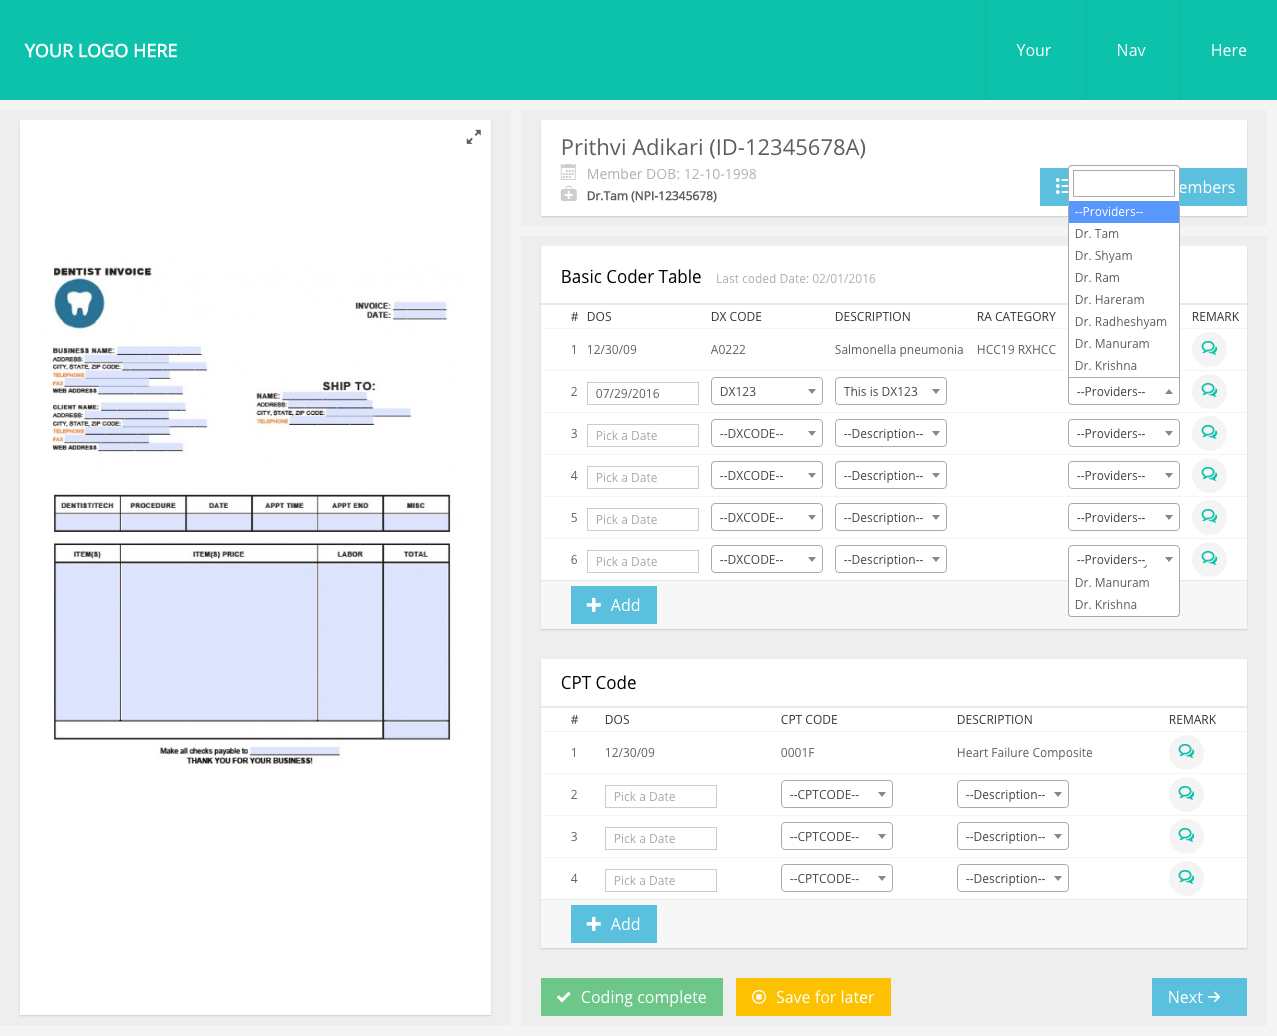 YOUR LOGO HERE
Your Nav Here
DENTIST INVOICE
INVOICE:
DATE:
BUSINESS NAME:
ADDRESS:
CITY, STATE, ZIP CODE:
TELEPHONE
FAX
WEB ADDRESS
SHIP TO:
NAME:
ADDRESS:
CITY, STATE, ZIP CODE:
TELEPHONE
CLIENT NAME:
ADDRESS:
CITY, STATE, ZIP CODE:
TELEPHONE
FAX
WEB ADDRESS
DENTIST/TECH PROCEDURE DATE APPT TIME APPT END MISC
ITEM(S) ITEM(S) PRICE LABOR TOTAL
Make all checks payable to
THANK YOU FOR YOUR BUSINESS!
Prithvi Adikari (ID-12345678A)
Member DOB: 12-10-1998
Dr.Tam (NPI-12345678)
embers
--Providers--
Dr. Tam
Dr. Shyam
Dr. Ram
Dr. Hareram
Dr. Radheshyam
Dr. Manuram
Dr. Krishna
Basic Coder Table Last coded Date: 02/01/2016
# DOS DX CODE DESCRIPTION RA CATEGORY REMARK
1 12/30/09 A0222 Salmonella pneumonia HCC19 RXHCC
2 07/29/2016 DX123 This is DX123 --Providers--
3 Pick a Date --DXCODE-- --Description-- --Providers--
4 Pick a Date --DXCODE-- --Description-- --Providers--
5 Pick a Date --DXCODE-- --Description-- --Providers--
6 Pick a Date --DXCODE-- --Description-- --Providers--
Dr. Manuram
Dr. Krishna
Add
CPT Code
# DOS CPT CODE DESCRIPTION REMARK
1 12/30/09 0001F Heart Failure Composite
2 Pick a Date --CPTCODE-- --Description--
3 Pick a Date --CPTCODE-- --Description--
4 Pick a Date --CPTCODE-- --Description--
Add
Coding complete Save for later Next